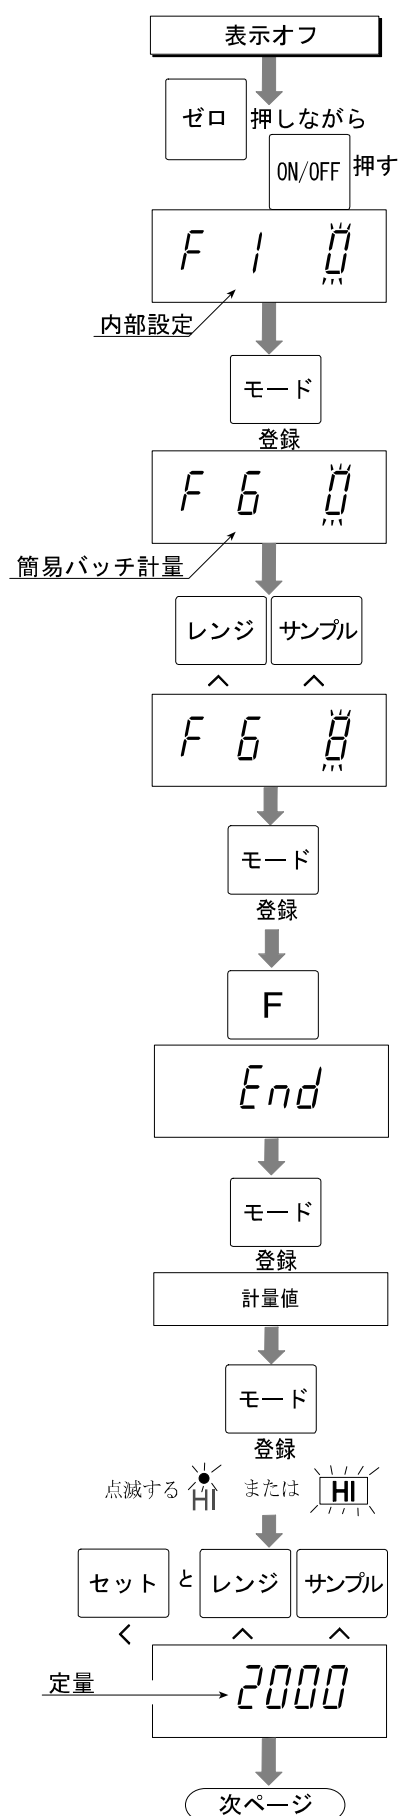 表示オフ
ゼロ 押しながら
ON/OFF 押す
F 1 0
内部設定
モード
登録
F 6 0
簡易バッチ計量
レンジ サンプル
^ ^
F 6 8
モード
登録
F
End
モード
登録
計量値
モード
登録
点滅する HI または HI
セット と レンジ サンプル
< ^ ^
定量 2000
次ページ